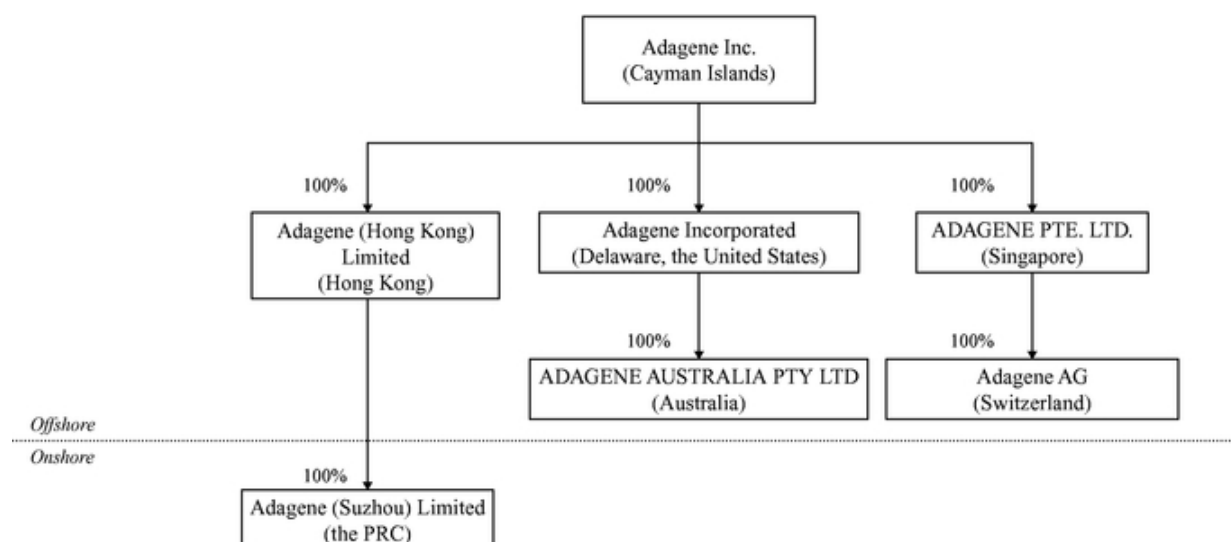 Adagene Inc.
(Cayman Islands)
100%
100%
100%
Adagene (Hong Kong)
Limited
(Hong Kong)
Adagene Incorporated
(Delaware, the United States)
ADAGENE PTE. LTD.
(Singapore)
100%
100%
ADAGENE AUSTRALIA PTY LTD
(Australia)
Adagene AG
(Switzerland)
Offshore
Onshore
100%
Adagene (Suzhou) Limited
(the PRC)